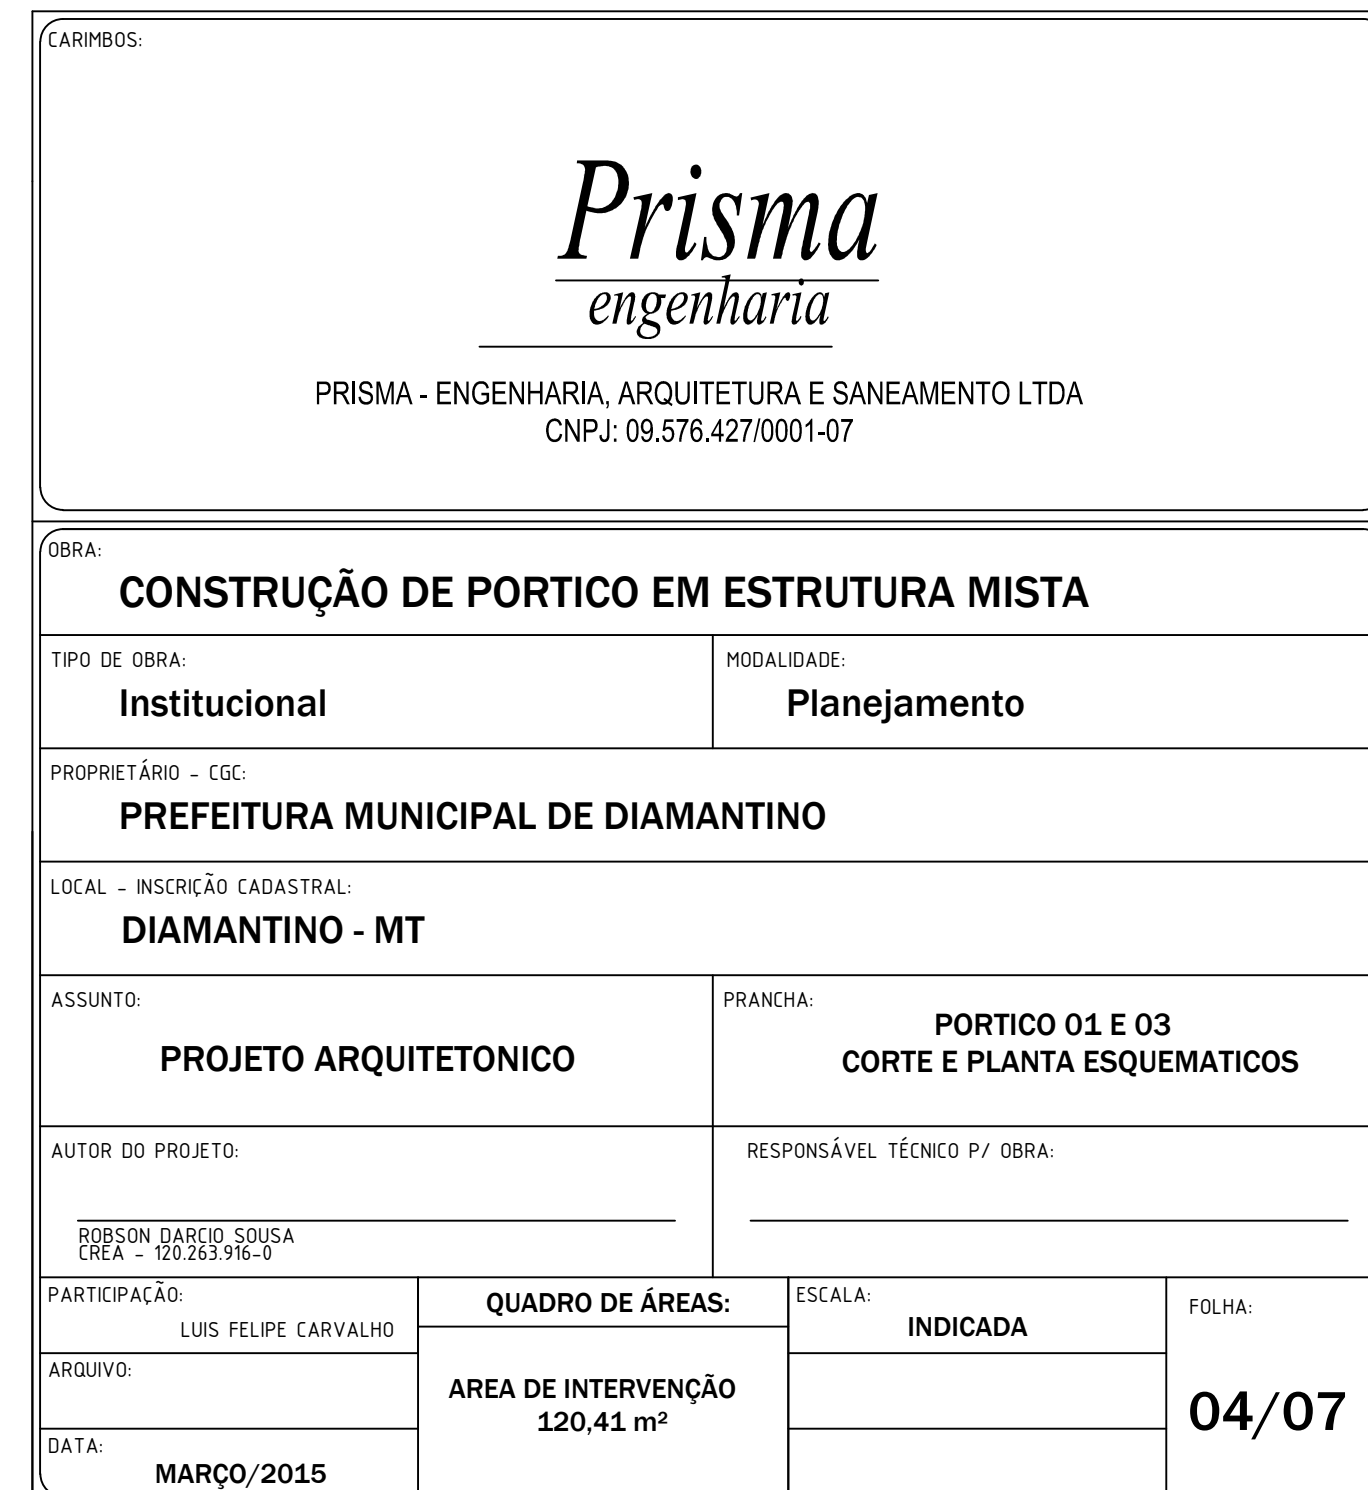 CARIMBOS:
Prisma
engenharia
PRISMA - ENGENHARIA, ARQUITETURA E SANEAMENTO LTDA
CNPJ: 09.576.427/0001-07
OBRA:
CONSTRUÇÃO DE PORTICO EM ESTRUTURA MISTA
TIPO DE OBRA:
Institucional
MODALIDADE:
Planejamento
PROPRIETÁRIO - CGC:
PREFEITURA MUNICIPAL DE DIAMANTINO
LOCAL - INSCRIÇÃO CADASTRAL:
DIAMANTINO - MT
ASSUNTO:
PROJETO ARQUITETONICO
PRANCHA:
PORTICO 01 E 03
CORTE E PLANTA ESQUEMATICOS
AUTOR DO PROJETO:
ROBSON DARCIO SOUSA
CREA - 120.263.916-0
RESPONSÁVEL TÉCNICO P/ OBRA:
PARTICIPAÇÃO:
LUIS FELIPE CARVALHO
ARQUIVO:
DATA:
MARÇO/2015
QUADRO DE ÁREAS:
AREA DE INTERVENÇÃO
120,41 m²
ESCALA:
INDICADA
FOLHA:
04/07